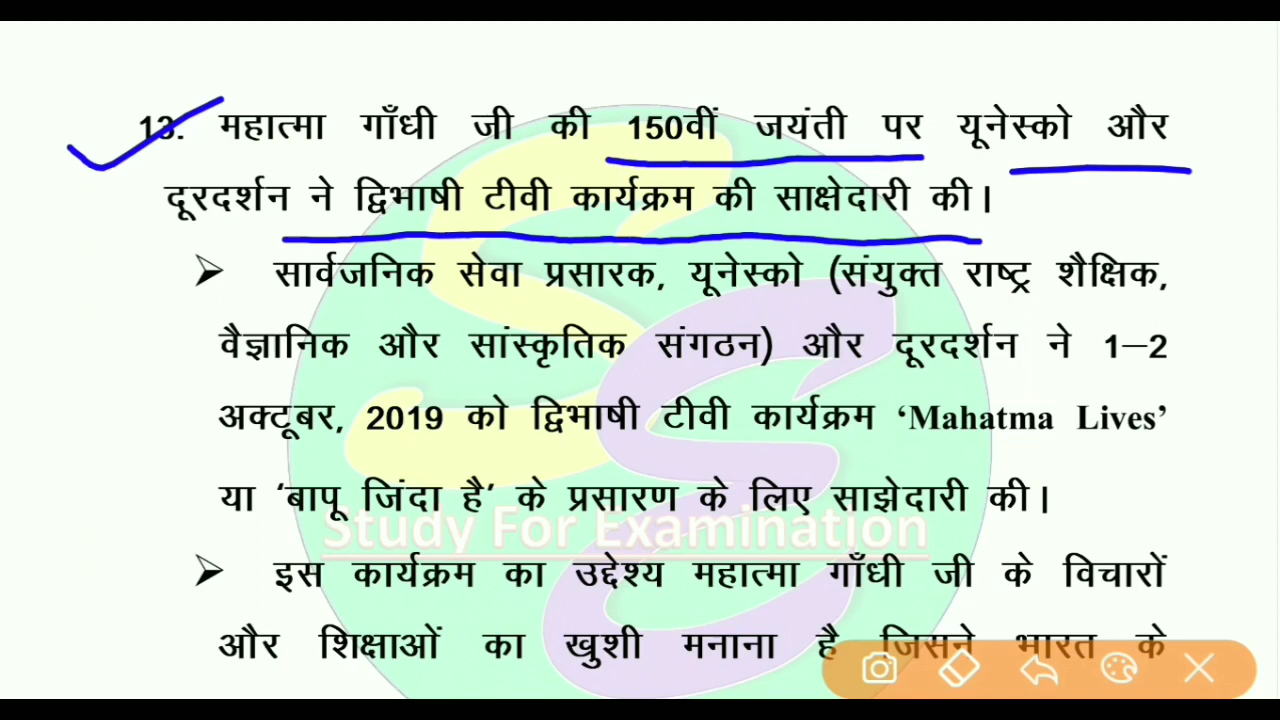 13. महात्मा गाँधी जी की 150वीं जयंती पर यूनेस्को और
दूरदर्शन ने द्विभाषी टीवी कार्यक्रम की साक्षेदारी की।
➢ सार्वजनिक सेवा प्रसारक, यूनेस्को (संयुक्त राष्ट्र शैक्षिक,
वैज्ञानिक और सांस्कृतिक संगठन) और दूरदर्शन ने 1–2
अक्टूबर, 2019 को द्विभाषी टीवी कार्यक्रम ‘Mahatma Lives’
या ‘बापू जिंदा है’ के प्रसारण के लिए साझेदारी की।
Study For Examination
➢ इस कार्यक्रम का उद्देश्य महात्मा गाँधी जी के विचारों
और शिक्षाओं का खुशी मनाना है जिसने भारत के